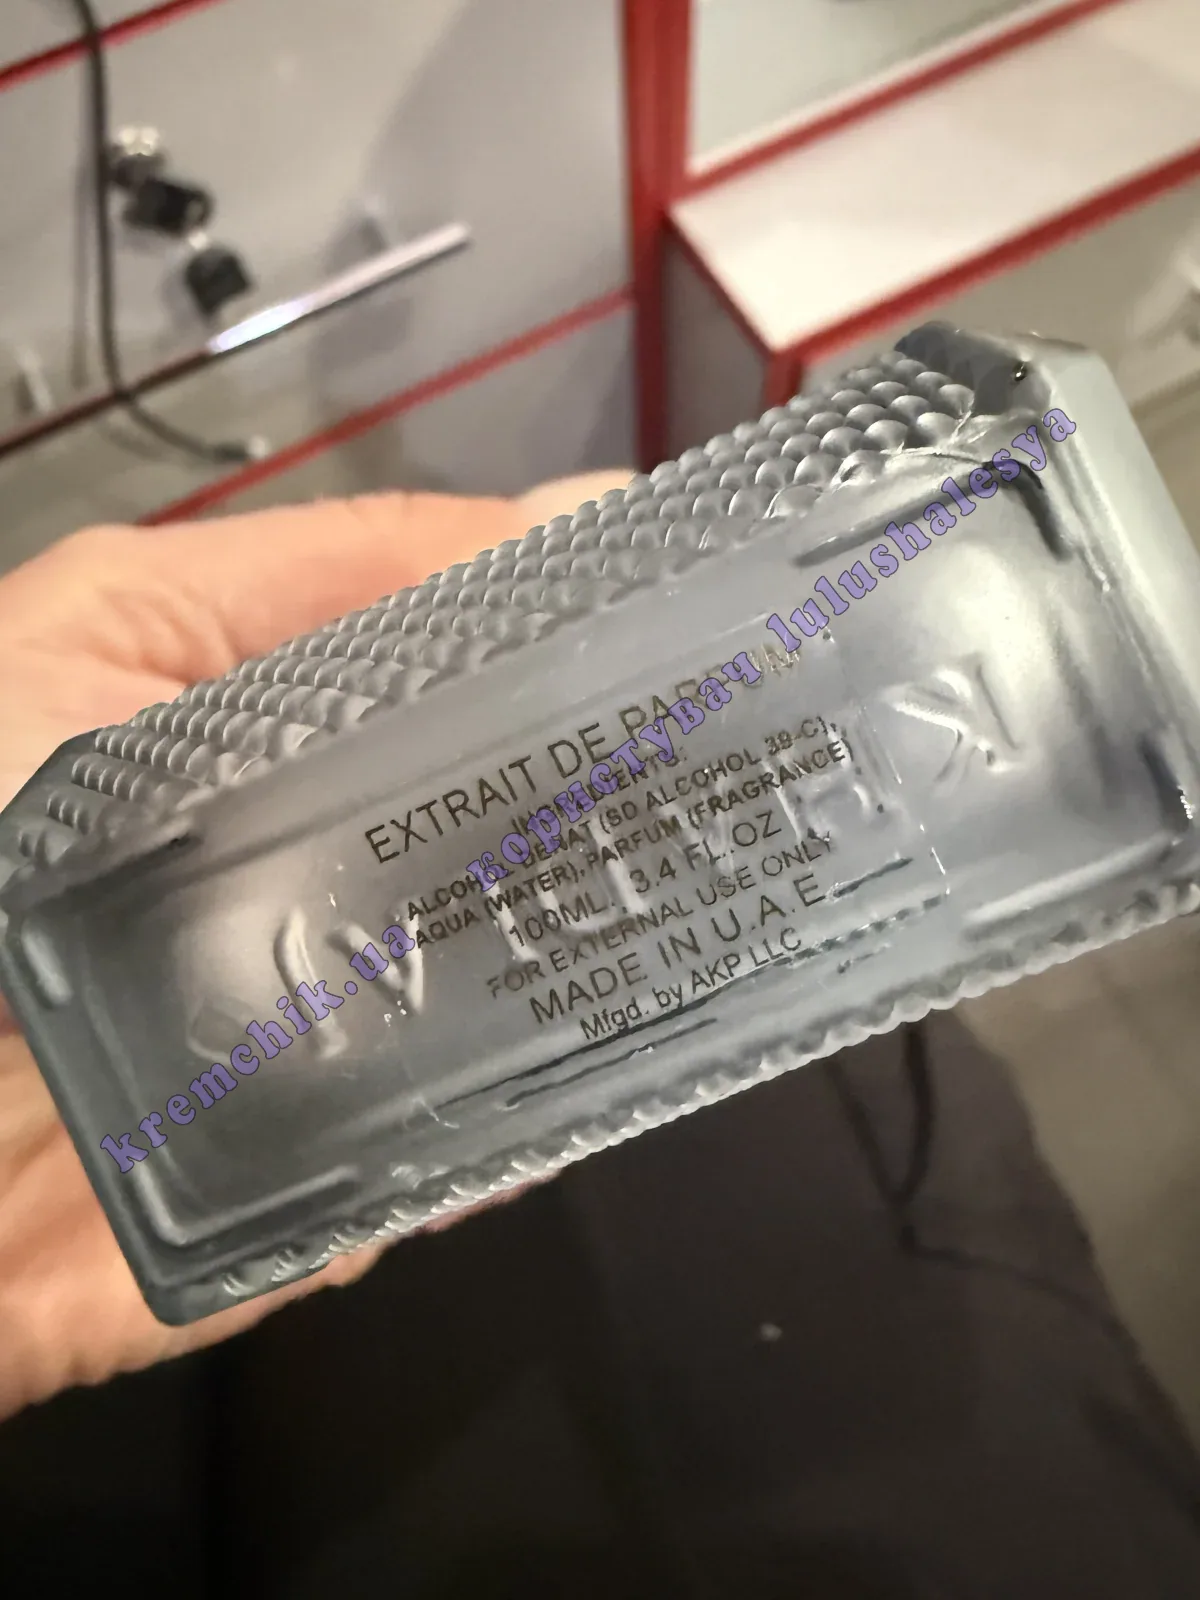 EXTRAIT DE PARFUM
INGREDIENTS:
ALCOHOL DENAT (SD ALCOHOL 39-C),
AQUA (WATER), PARFUM (FRAGRANCE)
100ML. 3.4 FL.OZ
FOR EXTERNAL USE ONLY
MADE IN U.A.E.
Mfgd. by AKP LLC
kremchik.ua користувач lulushalesya